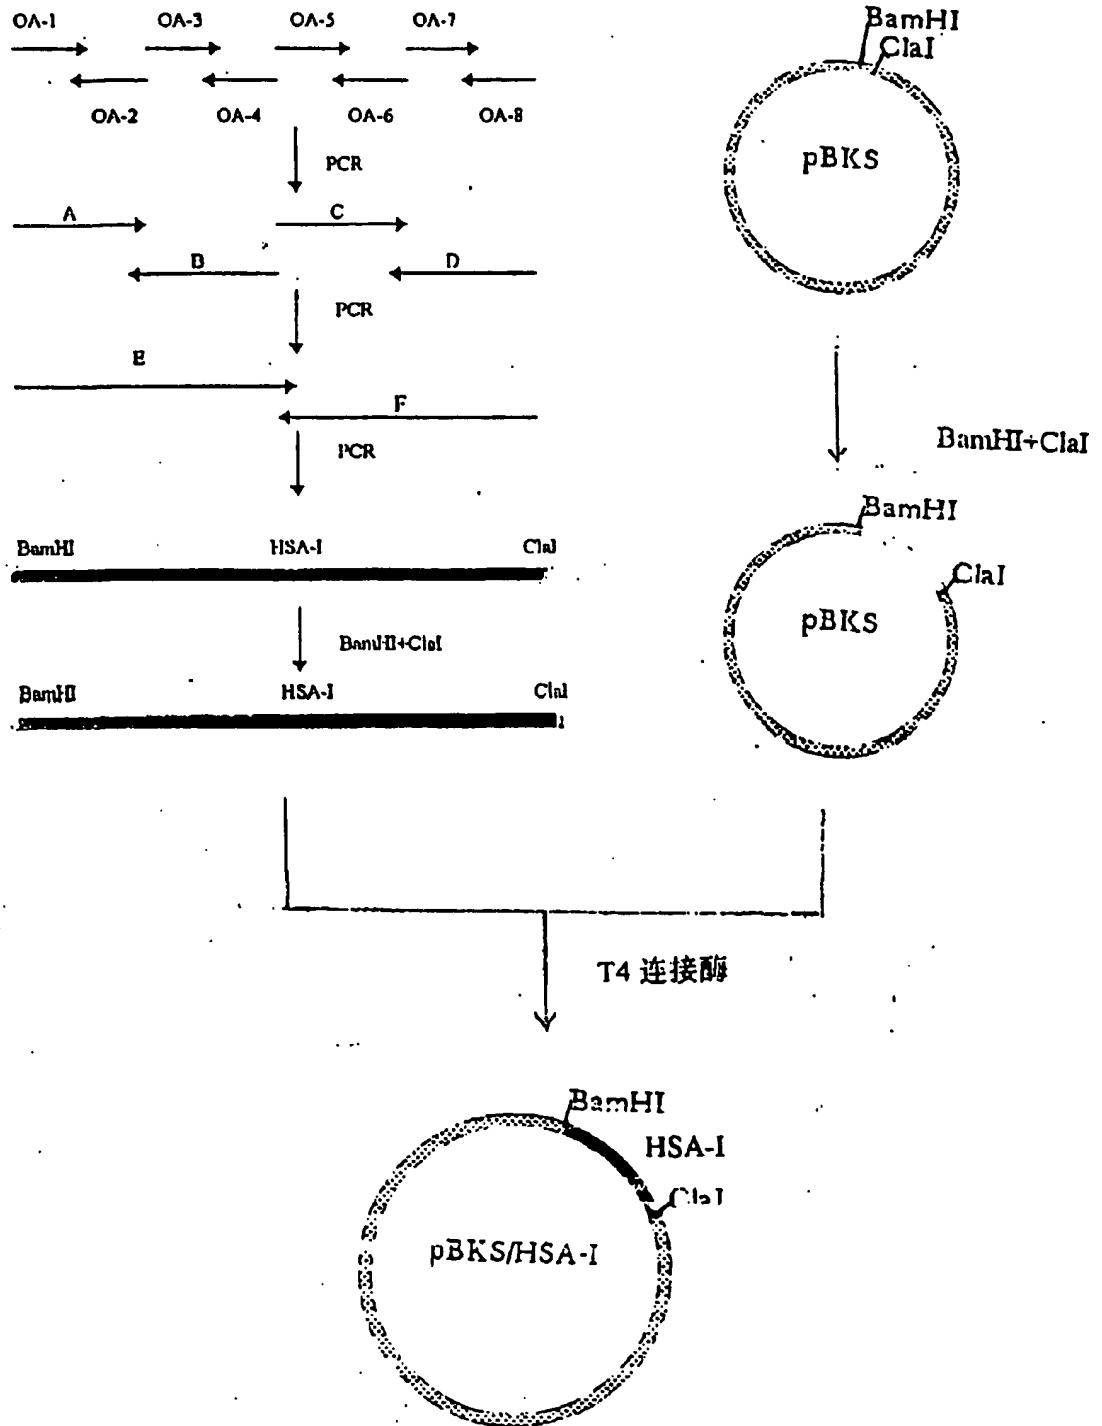 OA-1 OA-3 OA-5 OA-7
OA-2 OA-4 OA-6 OA-8
PCR
A C
B D
PCR
E
F
PCR
BamHI HSA-I ClaI
BamHI+ClaI
BamHI HSA-I ClaI
BamHI
ClaI
pBKS
BamHI+ClaI
BamHI
ClaI
pBKS
T4 连接酶
BamHI
HSA-I
ClaI
pBKS/HSA-I